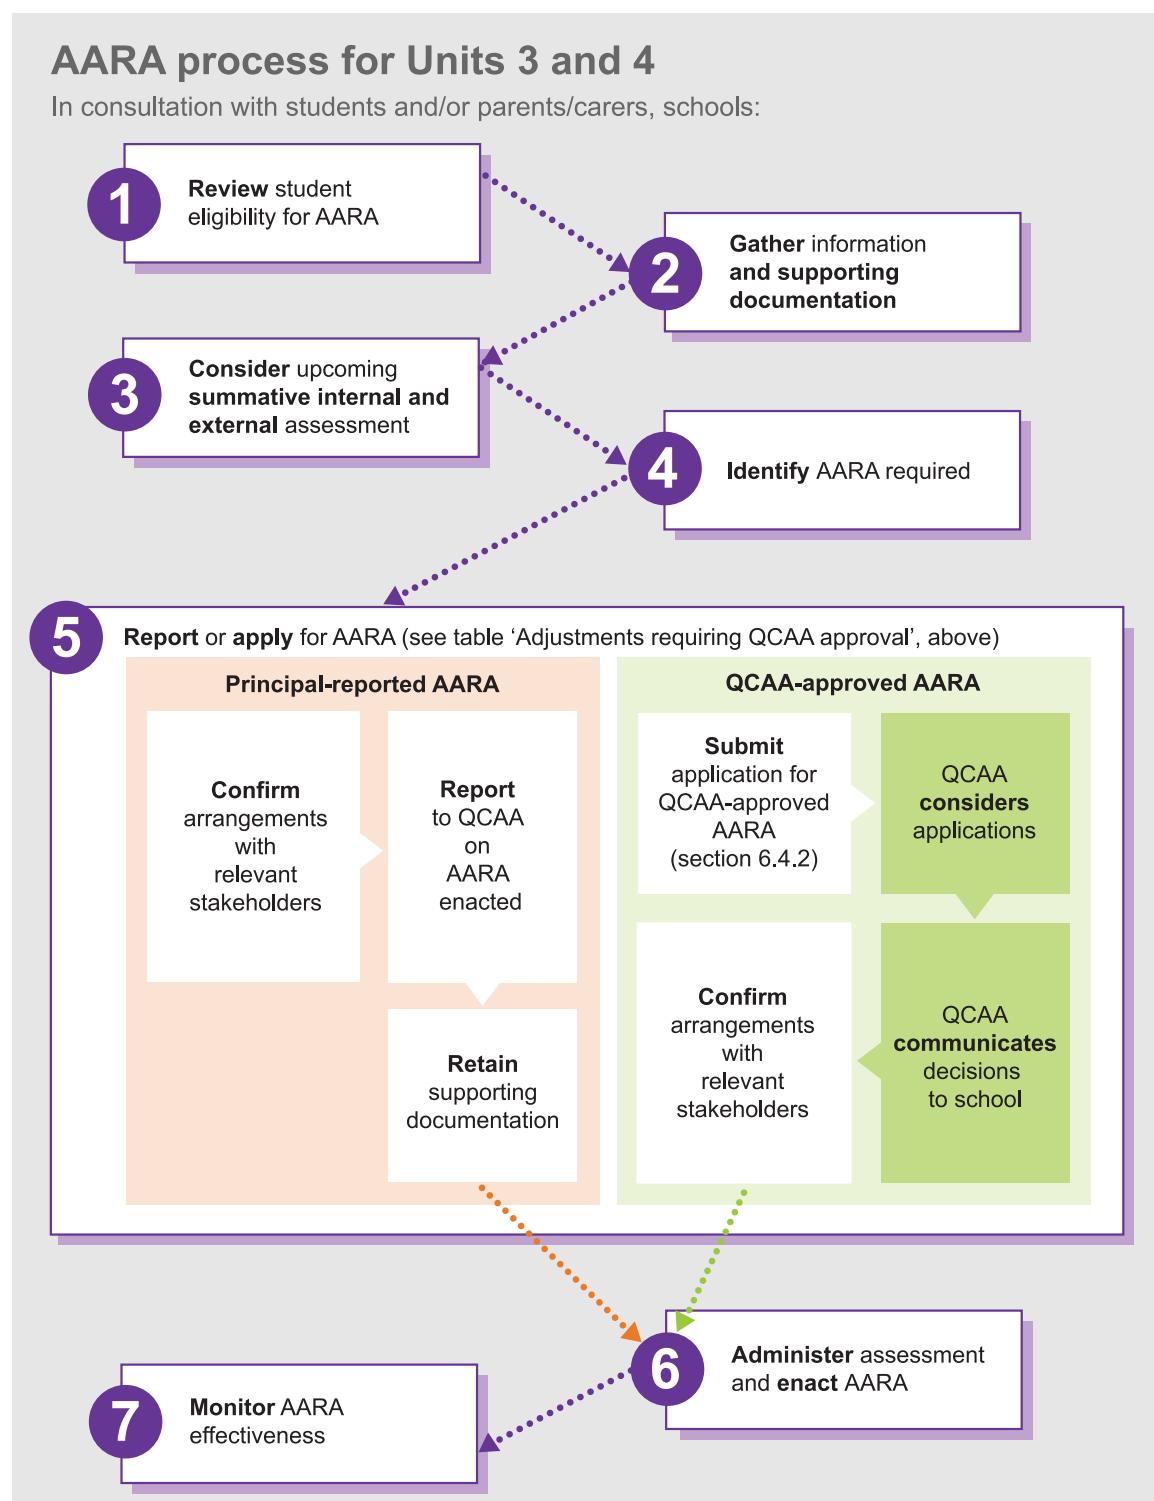 AARA process for Units 3 and 4
In consultation with students and/or parents/carers, schools:
1
Review student
eligibility for AARA
2
Gather information
and supporting
documentation
3
Consider upcoming
summative internal and
external assessment
4
Identify AARA required
5
Report or apply for AARA (see table ‘Adjustments requiring QCAA approval’, above)
Principal-reported AARA
Confirm
arrangements
with
relevant
stakeholders
Report
to QCAA
on
AARA
enacted
Retain
supporting
documentation
QCAA-approved AARA
Submit
application for
QCAA-approved
AARA
(section 6.4.2)
QCAA
considers
applications
QCAA
communicates
decisions
to school
Confirm
arrangements
with
relevant
stakeholders
6
Administer assessment
and enact AARA
7
Monitor AARA
effectiveness